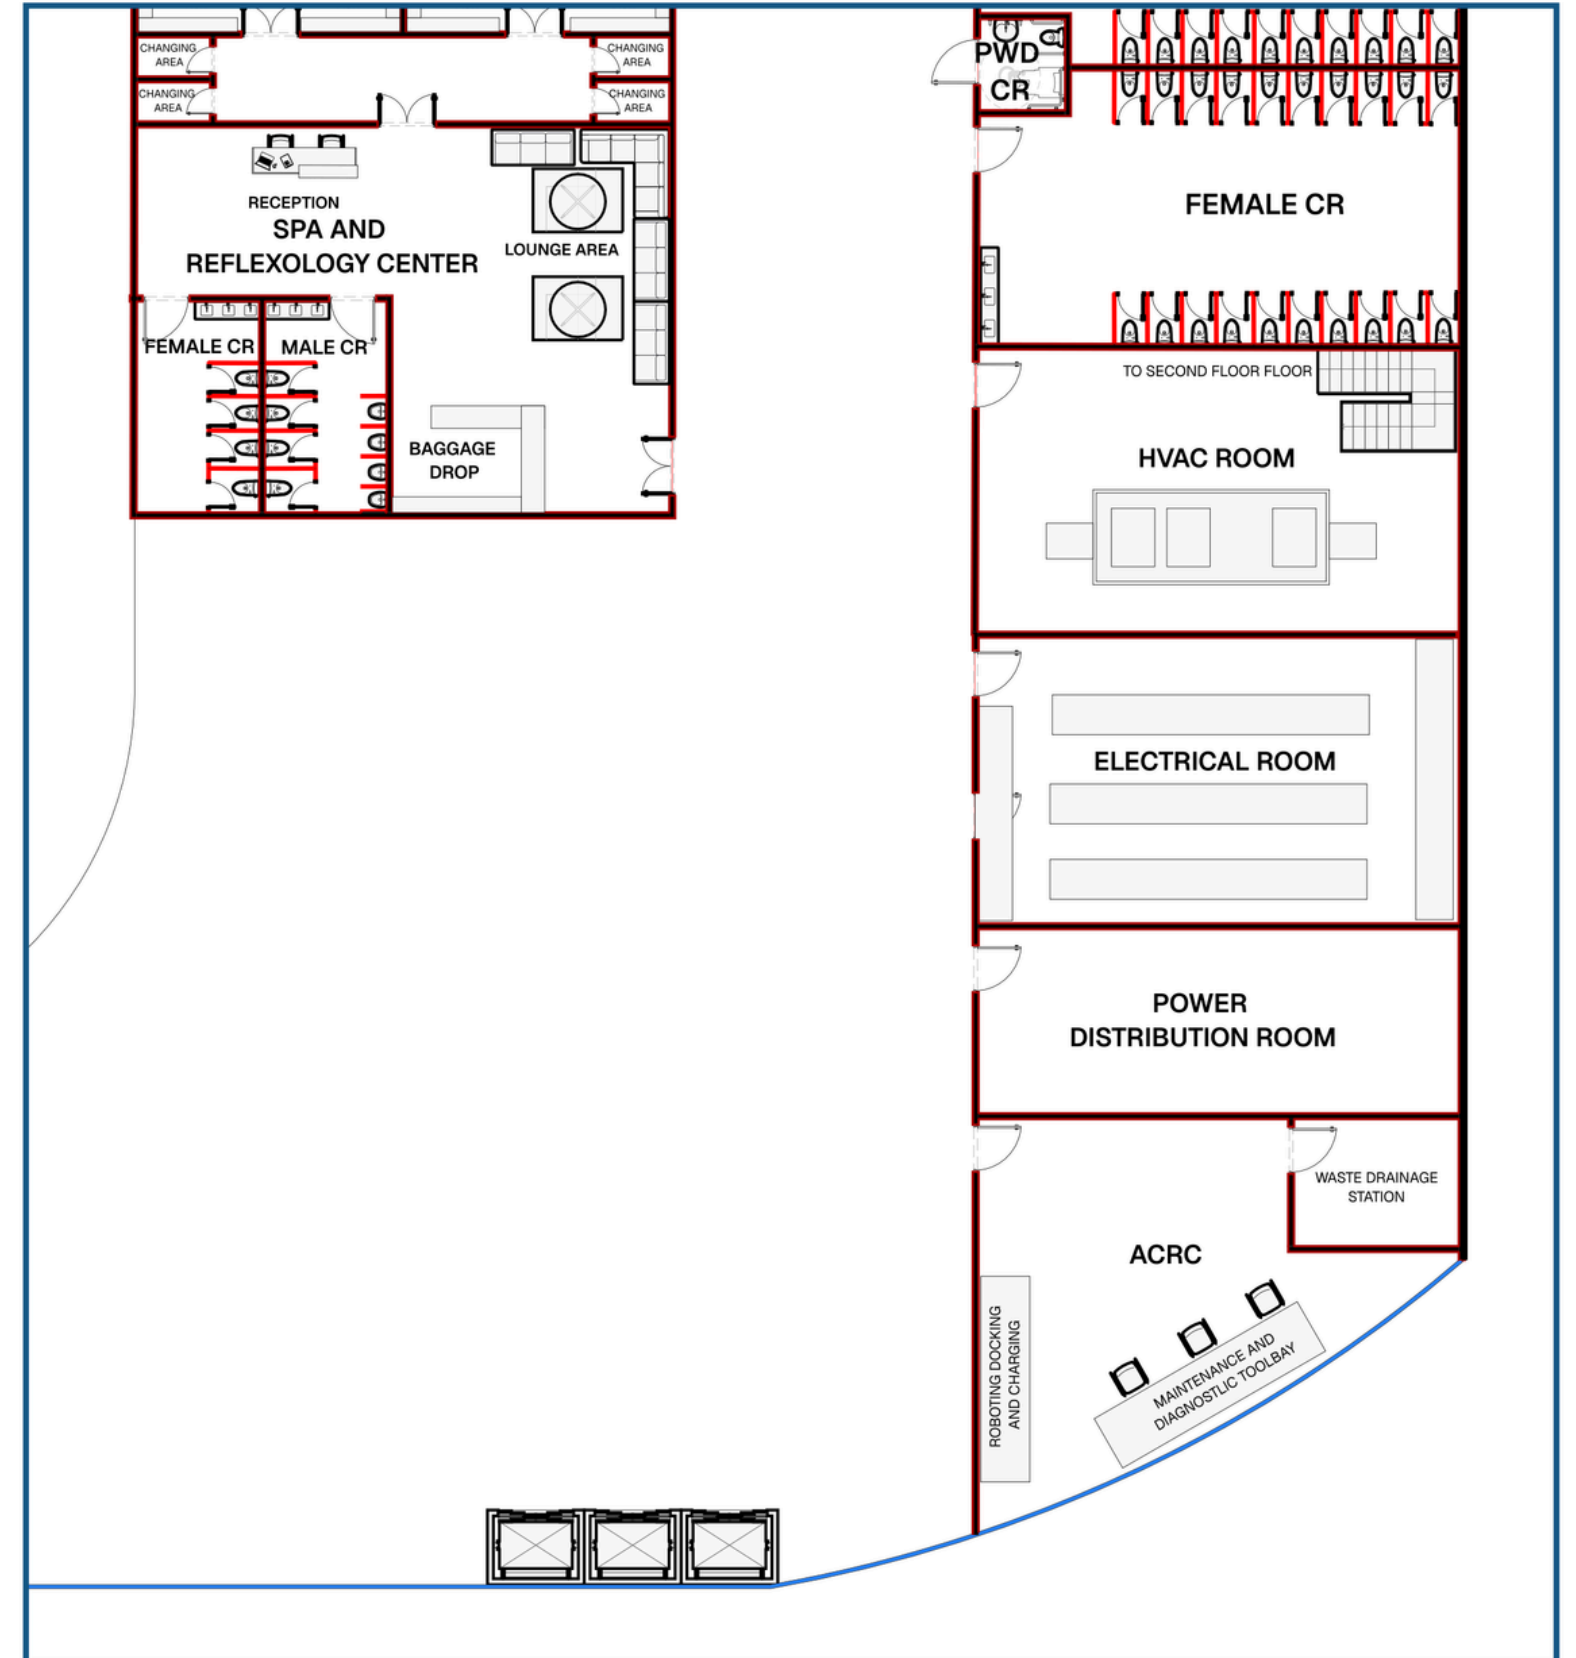 CHANGING
AREA
CHANGING
AREA
CHANGING
AREA
CHANGING
AREA
PWD
CR
RECEPTION
SPA AND
REFLEXOLOGY CENTER
LOUNGE AREA
FEMALE CR
FEMALE CR
MALE CR
BAGGAGE
DROP
TO SECOND FLOOR FLOOR
HVAC ROOM
ELECTRICAL ROOM
POWER
DISTRIBUTION ROOM
WASTE DRAINAGE
STATION
ACRC
ROBOTING DOCKING
AND CHARGING
MAINTENANCE AND
DIAGNOSTLIC TOOLBAY